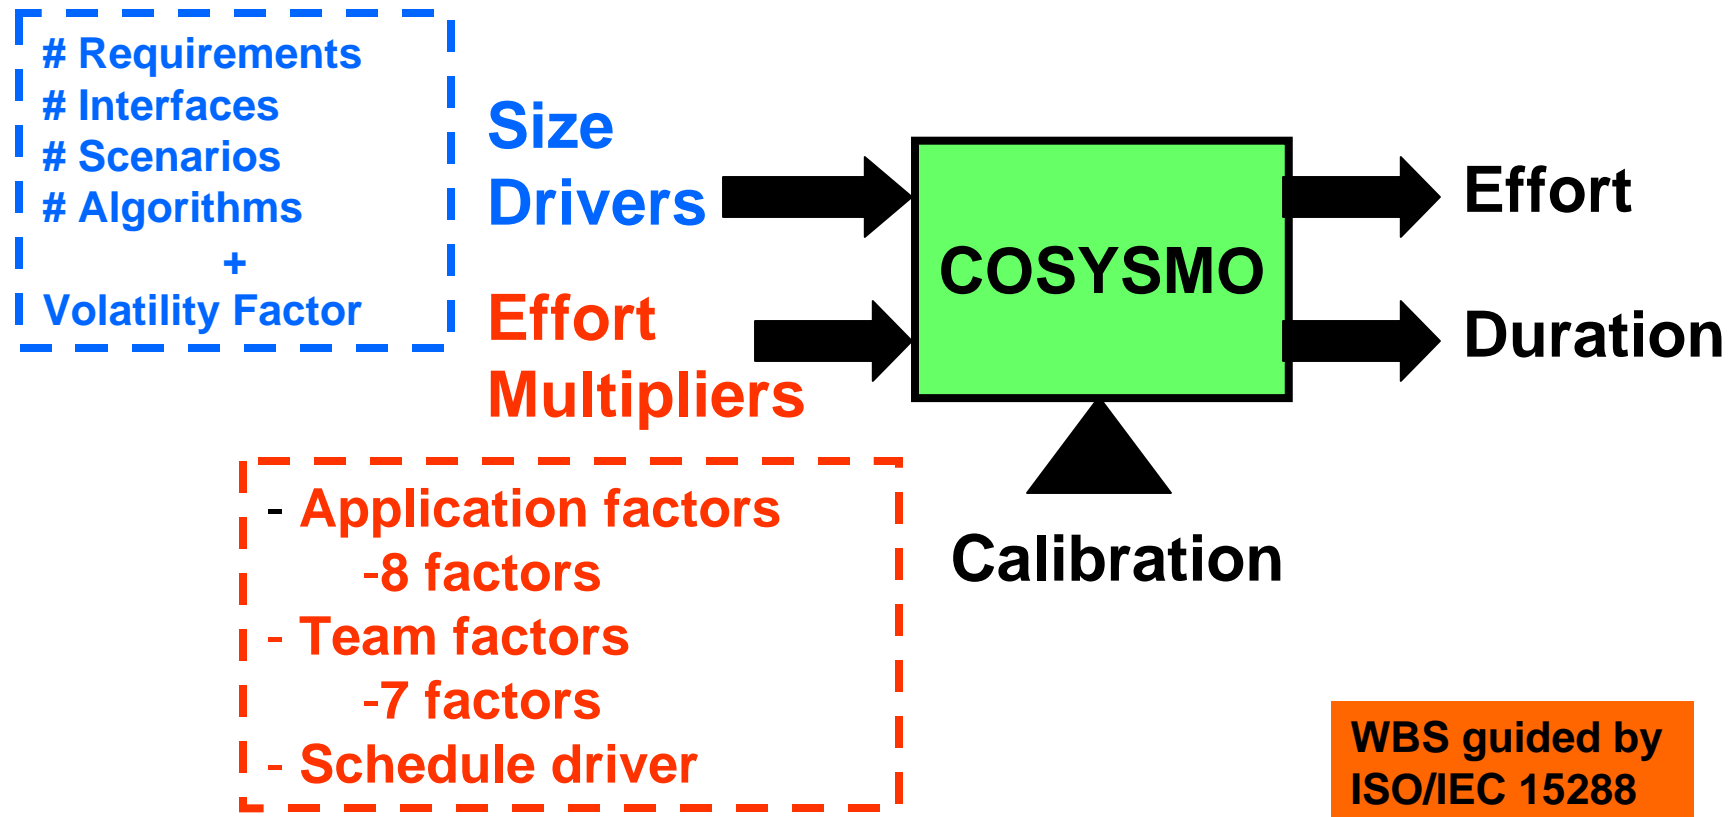 # Requirements
# Interfaces
# Scenarios
# Algorithms
+
Volatility Factor
Size
Drivers
Effort
Multipliers
COSYSMO
Effort
Duration
- Application factors
-8 factors
- Team factors
-7 factors
- Schedule driver
Calibration
WBS guided by
ISO/IEC 15288